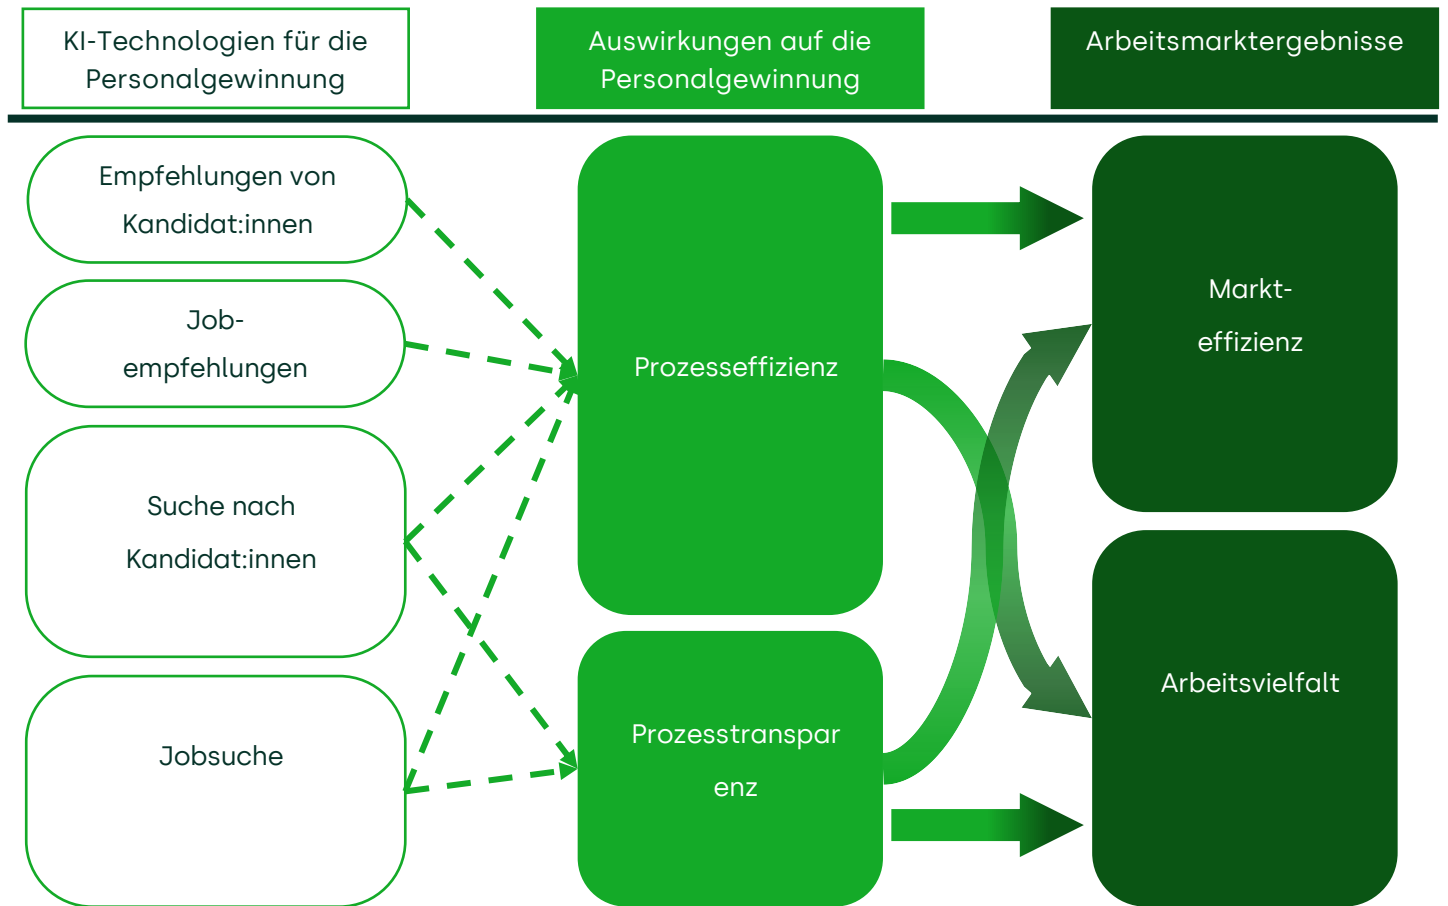 KI-Technologien für die
Personalgewinnung
Auswirkungen auf die
Personalgewinnung
Arbeitsmarktergebnisse
Empfehlungen von
Kandidat:innen
Job-
empfehlungen
Suche nach
Kandidat:innen
Jobsuche
Prozesseffizienz
Prozesstranspar
enz
Markt-
effizienz
Arbeitsvielfalt